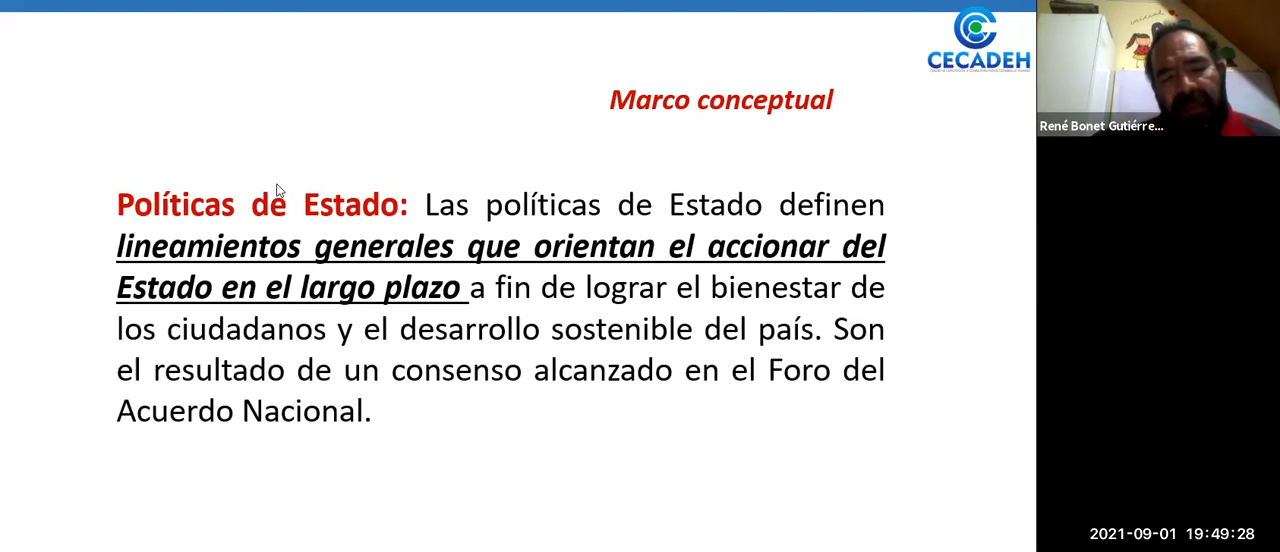 CECADEH
Marco conceptual
René Bonet Gutiérre...
Políticas de Estado: Las políticas de Estado definen
lineamientos generales que orientan el accionar del
Estado en el largo plazo a fin de lograr el bienestar de
los ciudadanos y el desarrollo sostenible del país. Son
el resultado de un consenso alcanzado en el Foro del
Acuerdo Nacional.
2021-09-01 19:49:28